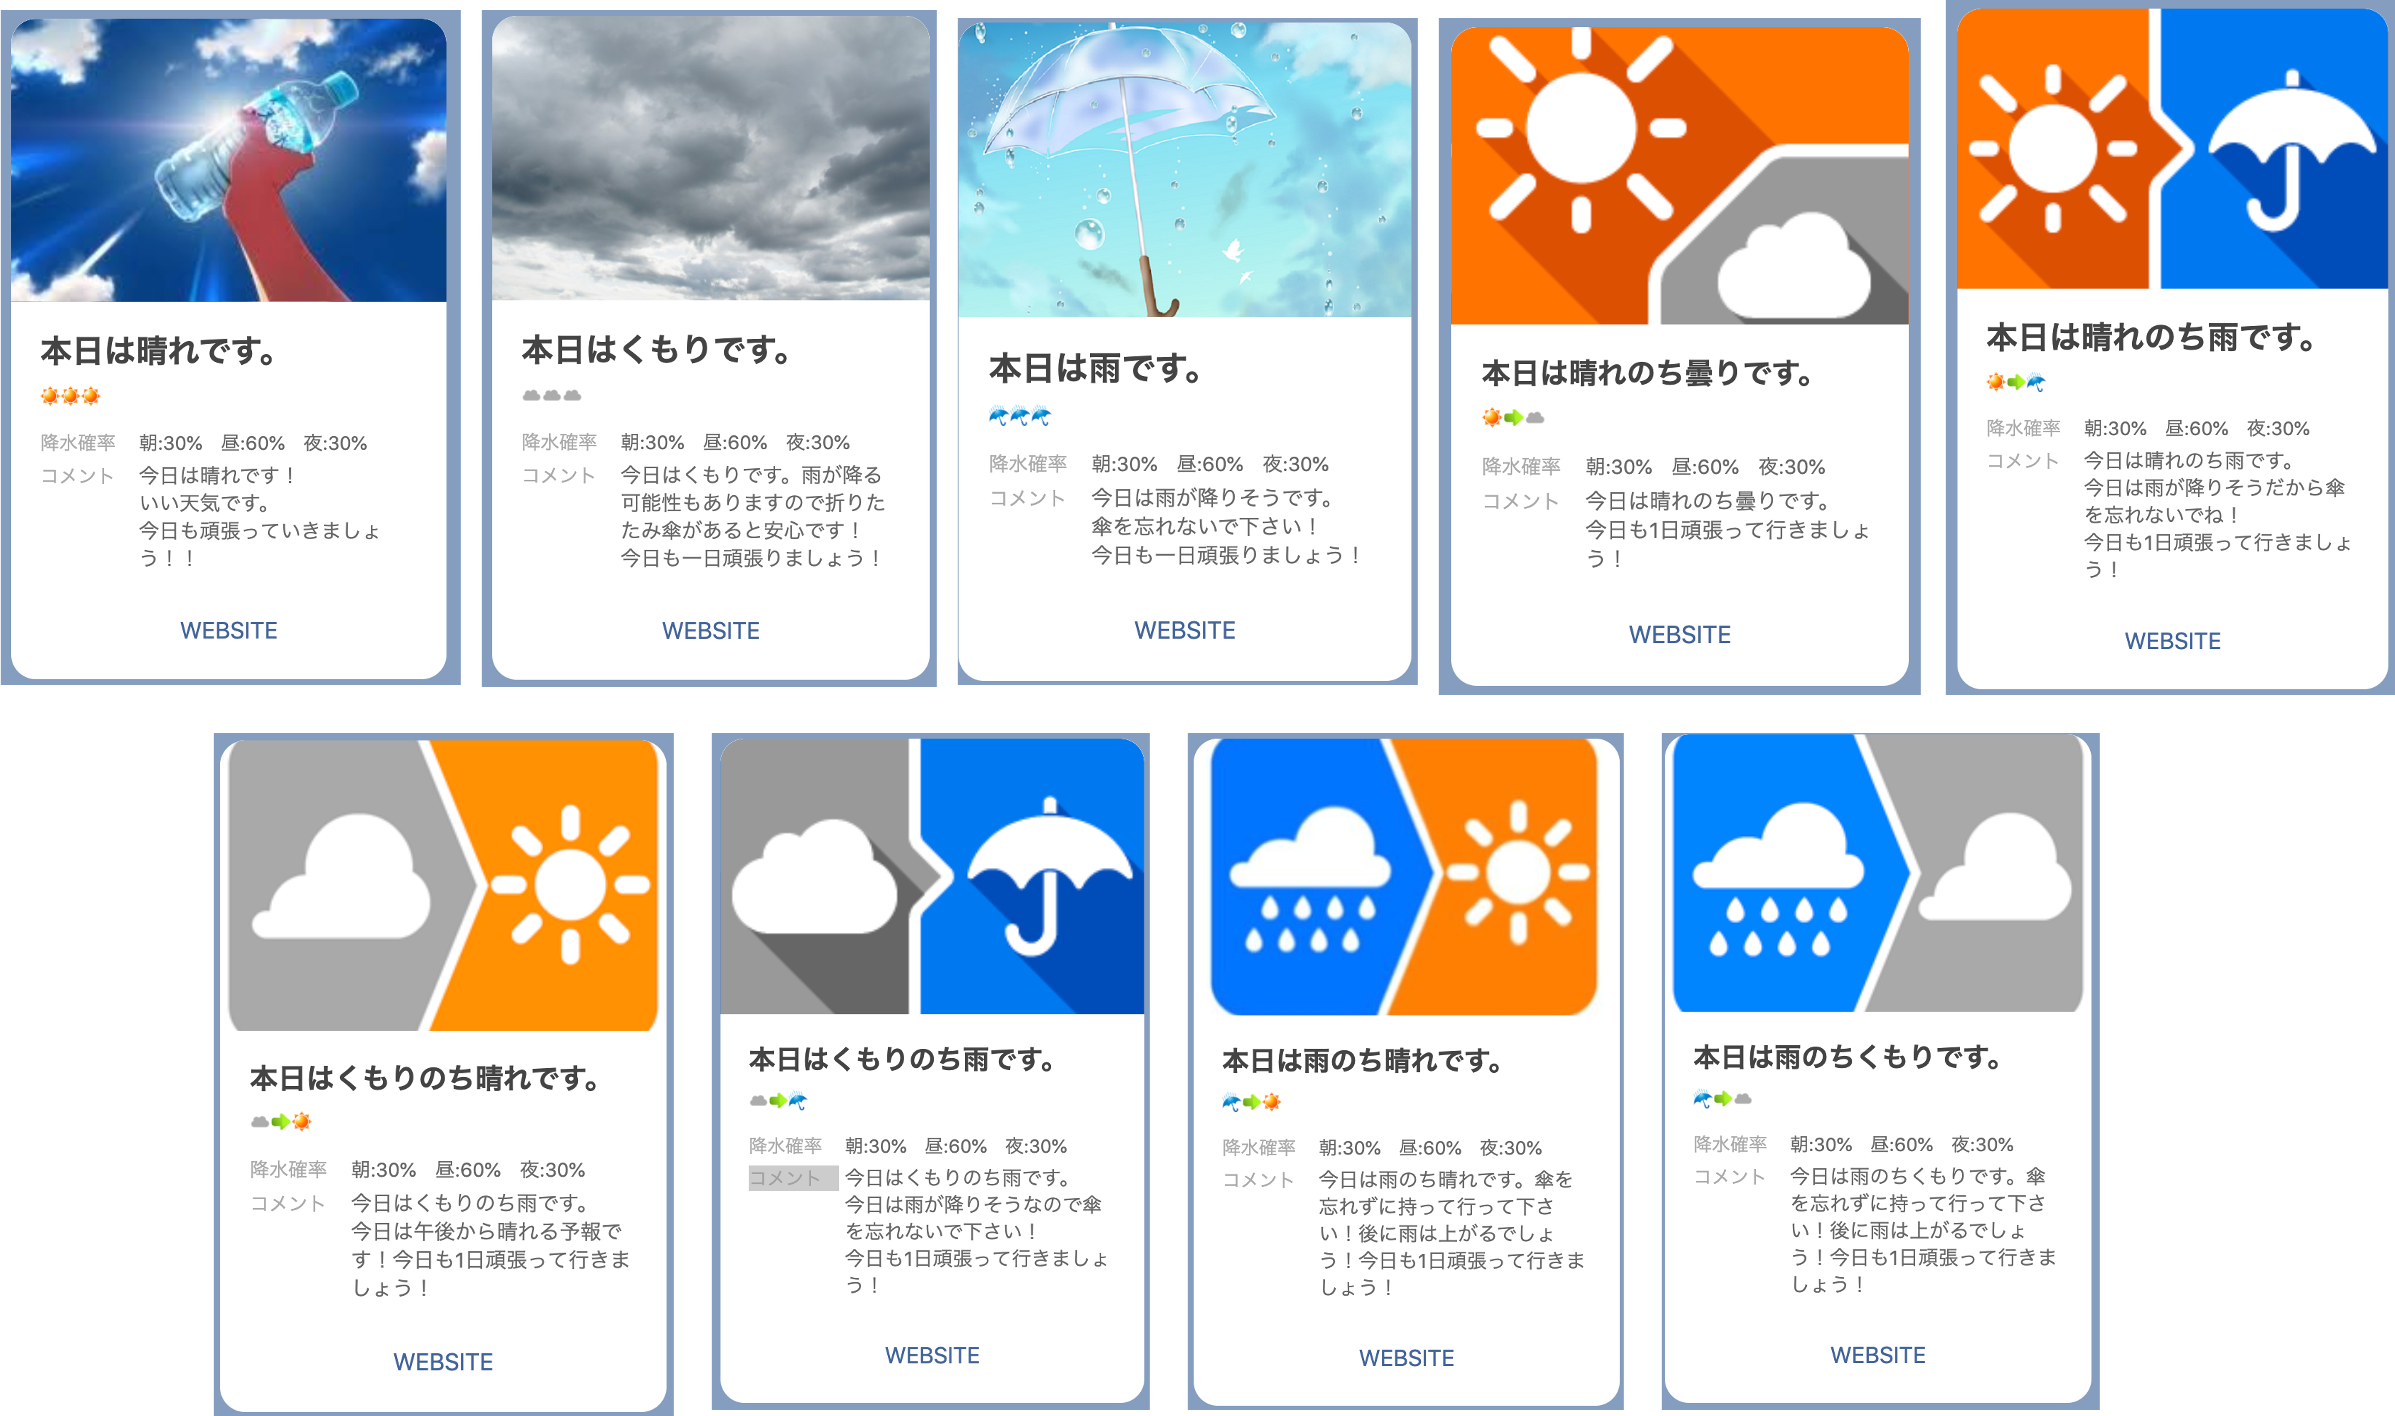 本日は晴れです。
降水確率 朝:30% 昼:60% 夜:30%
コメント 今日は晴れです！
いい天気です。
今日も頑張っていきましょ
う！！
WEBSITE
本日はくもりです。
降水確率 朝:30% 昼:60% 夜:30%
コメント 今日はくもりです。雨が降る
可能性もありますので折りた
たみ傘があると安心です！
今日も一日頑張りましょう！
WEBSITE
本日は雨です。
降水確率 朝:30% 昼:60% 夜:30%
コメント 今日は雨が降りそうです。
傘を忘れないで下さい！
今日も一日頑張りましょう！
WEBSITE
本日は晴れのち曇りです。
降水確率 朝:30% 昼:60% 夜:30%
コメント 今日は晴れのち曇りです。
今日も1日頑張って行きましょ
う！
WEBSITE
本日は晴れのち雨です。
降水確率 朝:30% 昼:60% 夜:30%
コメント 今日は晴れのち雨です。
今日は雨が降りそうだから傘
を忘れないでね！
今日も1日頑張って行きましょ
う！
WEBSITE
本日はくもりのち晴れです。
降水確率 朝:30% 昼:60% 夜:30%
コメント 今日はくもりのち雨です。
今日は午後から晴れる予報で
す！今日も1日頑張って行きま
しょう！
WEBSITE
本日はくもりのち雨です。
降水確率 朝:30% 昼:60% 夜:30%
コメント 今日はくもりのち雨です。
今日は雨が降りそうなので傘
を忘れないで下さい！
今日も1日頑張って行きましょ
う！
WEBSITE
本日は雨のち晴れです。
降水確率 朝:30% 昼:60% 夜:30%
コメント 今日は雨のち晴れです。傘を
忘れずに持って行って下さ
い！後に雨は上がるでしょ
う！今日も1日頑張って行きま
しょう！
WEBSITE
本日は雨のちくもりです。
降水確率 朝:30% 昼:60% 夜:30%
コメント 今日は雨のちくもりです。傘
を忘れずに持って行って下さ
い！後に雨は上がるでしょ
う！今日も1日頑張って行きま
しょう！
WEBSITE